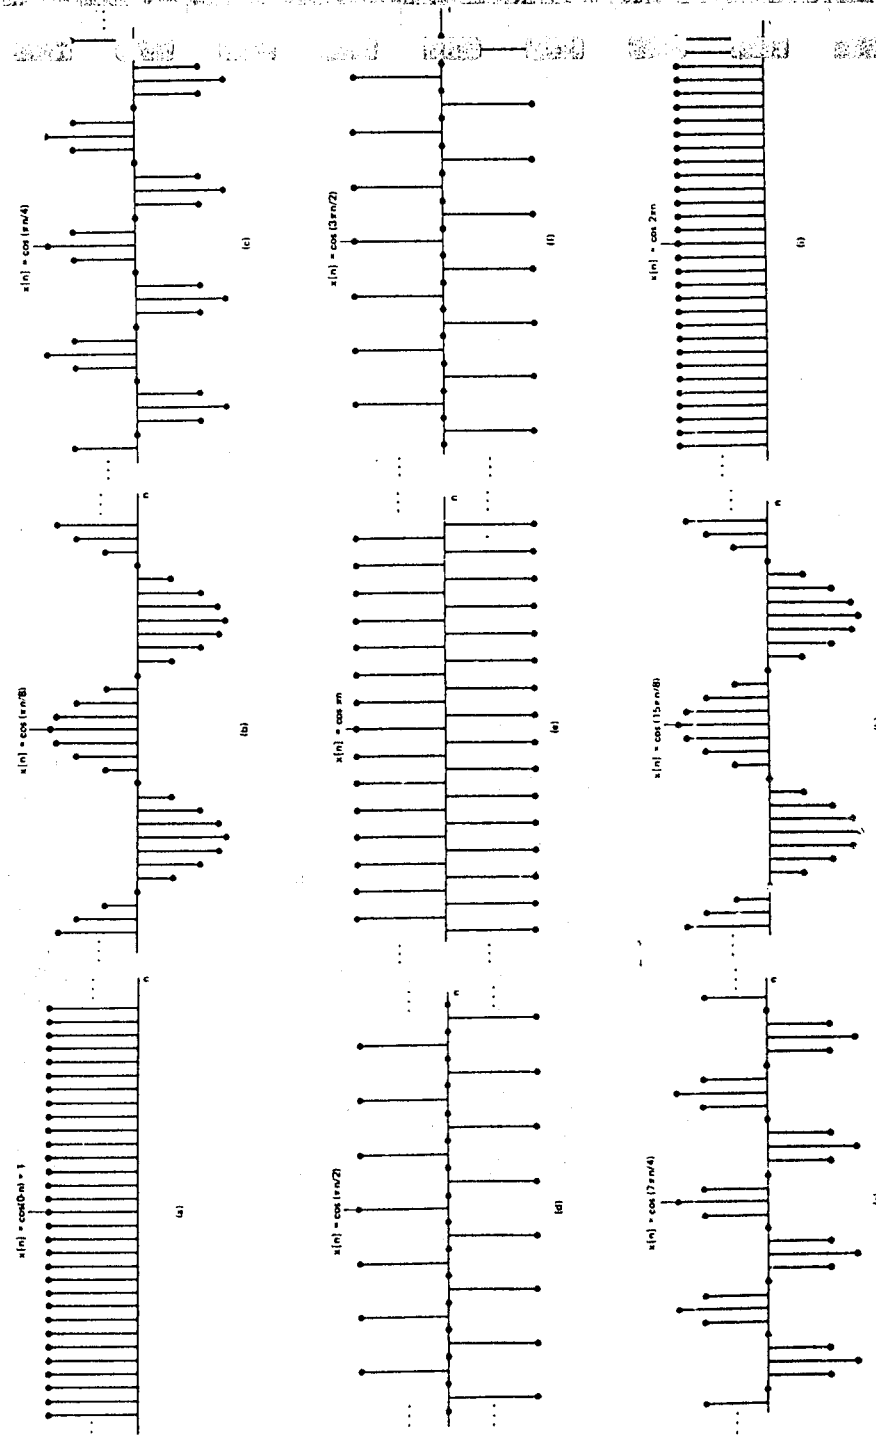 x[n] = cos(0·n) = 1
n
(a)
x[n] = cos (πn/8)
n
(b)
x[n] = cos (πn/4)
(c)
x[n] = cos (πn/2)
n
(d)
x[n] = cos πn
n
(e)
x[n] = cos (3πn/2)
(f)
x[n] = cos (7πn/4)
n
x[n] = cos (15πn/8)
n
x[n] = cos 2πn
(i)